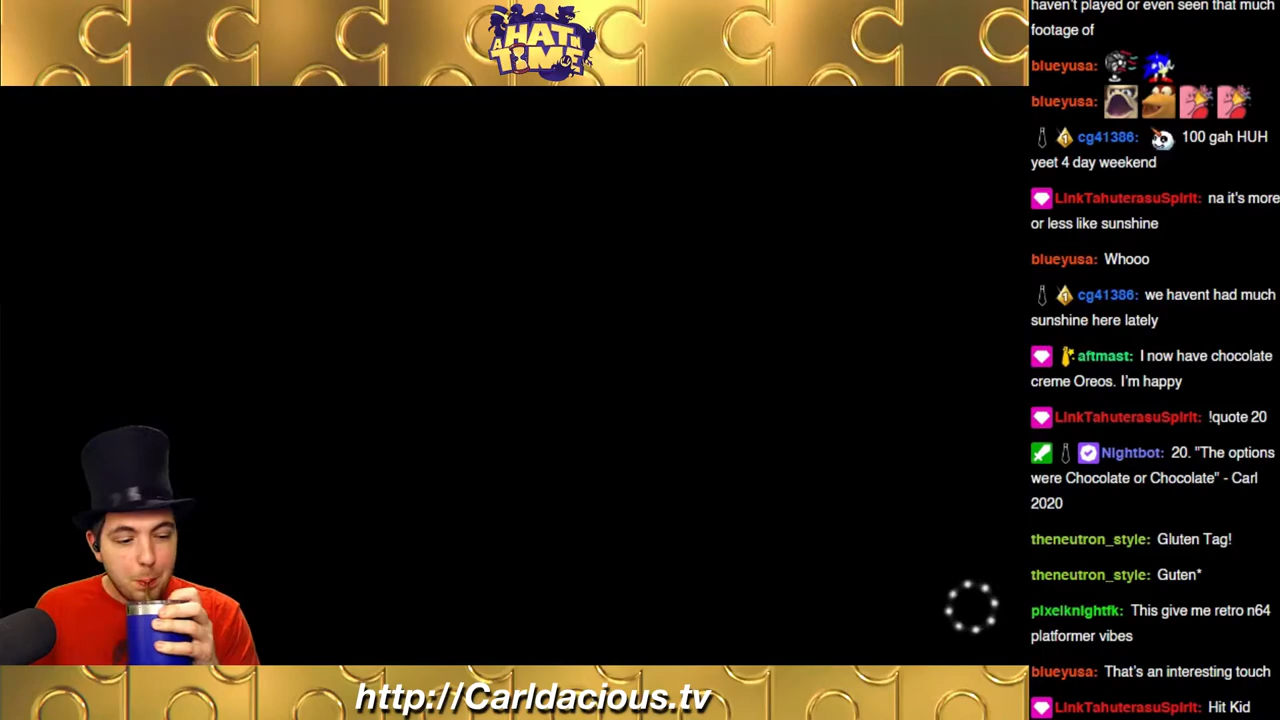 A HAT IN
TIME
haven't played or even seen that much
footage of
blueyusa:
blueyusa:
cg41386: 100 gah HUH
yeet 4 day weekend
LinkTahuterasuSpirit: na it's more
or less like sunshine
blueyusa: Whooo
cg41386: we havent had much
sunshine here lately
aftmast: I now have chocolate
creme Oreos. I'm happy
LinkTahuterasuSpirit: !quote 20
Nightbot: 20. "The options
were Chocolate or Chocolate" - Carl
2020
theneutron_style: Gluten Tag!
theneutron_style: Guten*
pixelknightfk: This give me retro n64
platformer vibes
blueyusa: That's an interesting touch
LinkTahuterasuSpirit: Hit Kid
http://Carldacious.tv